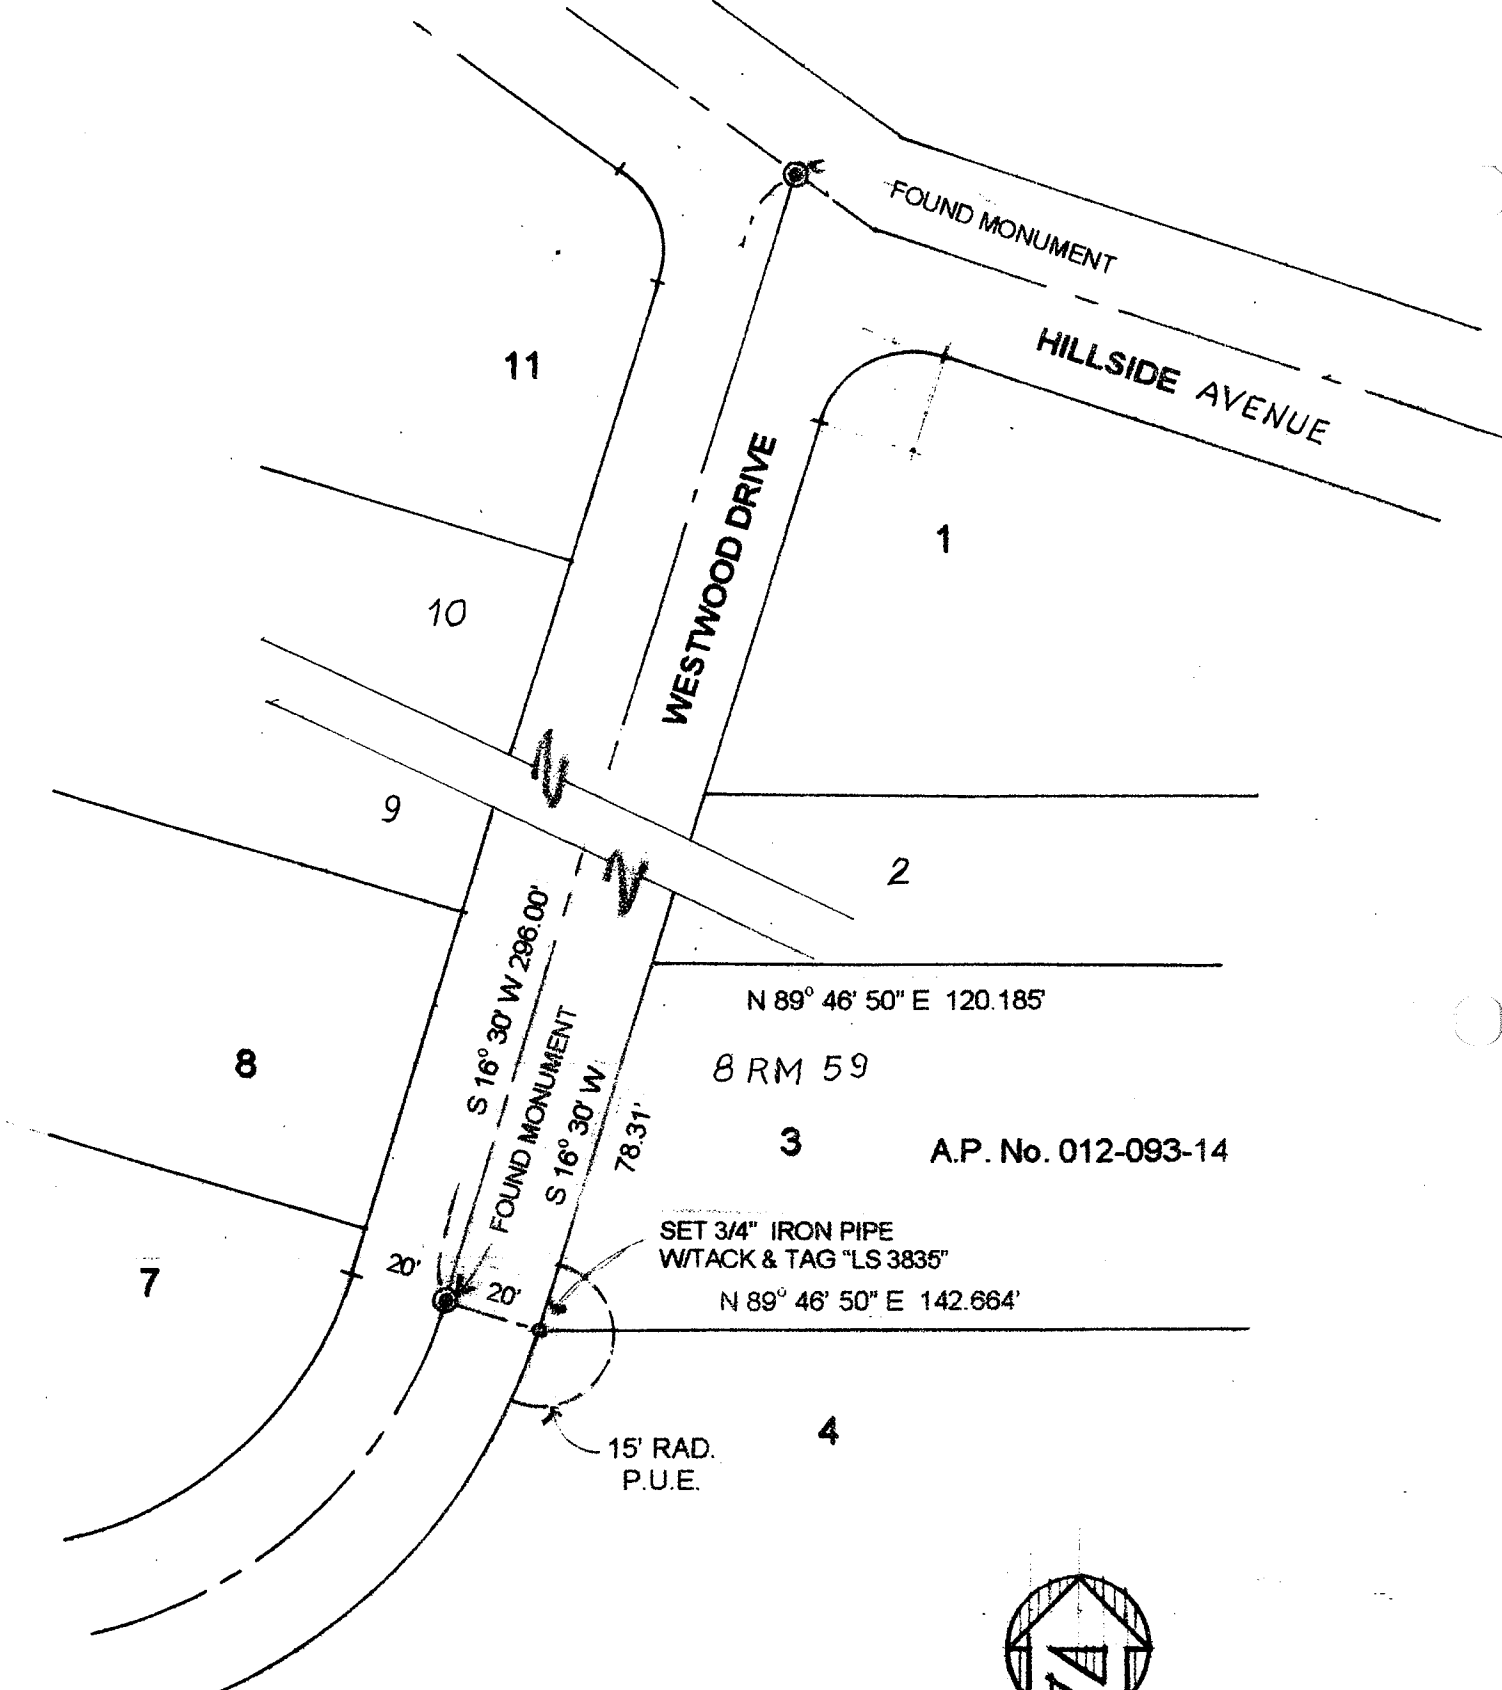 FOUND MONUMENT
HILLSIDE AVENUE
11
WESTWOOD DRIVE
1
10
9
2
S 16° 30' W 296.00'
N 89° 46' 50" E 120.185'
FOUND MONUMENT
8
8 RM 59
S 16° 30' W
78.31'
3
A.P. No. 012-093-14
SET 3/4" IRON PIPE
W/TACK & TAG "LS 3835"
20'
7
20'
N 89° 46' 50" E 142.664'
4
15' RAD.
P.U.E.